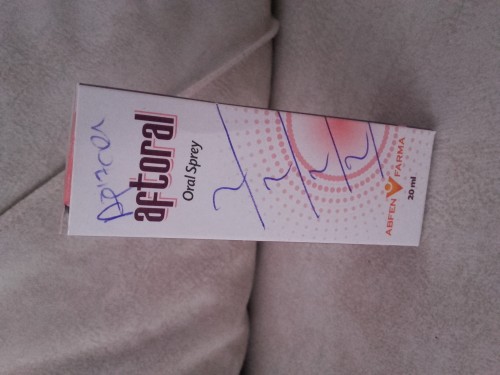 aftoral
Oral Sprey
ABFEN FARMA
20 ml